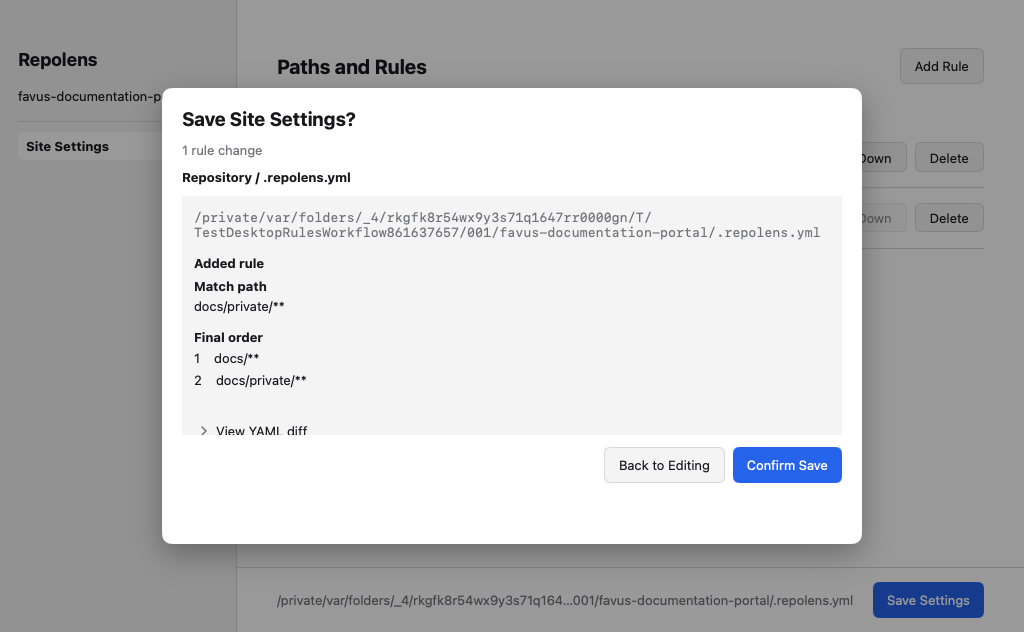 Repolens
favus-documentation-p
Site Settings
Paths and Rules
Add Rule
Down
Delete
Down
Delete
Save Site Settings?
1 rule change
Repository / .repolens.yml
/private/var/folders/_4/rkgfk8r54wx9y3s71q1647rr0000gn/T/
TestDesktopRulesWorkflow861637657/001/favus-documentation-portal/.repolens.yml
Added rule
Match path
docs/private/**
Final order
1 docs/**
2 docs/private/**
View YAML diff
Back to Editing
Confirm Save
/private/var/folders/_4/rkgfk8r54wx9y3s71q164...001/favus-documentation-portal/.repolens.yml
Save Settings